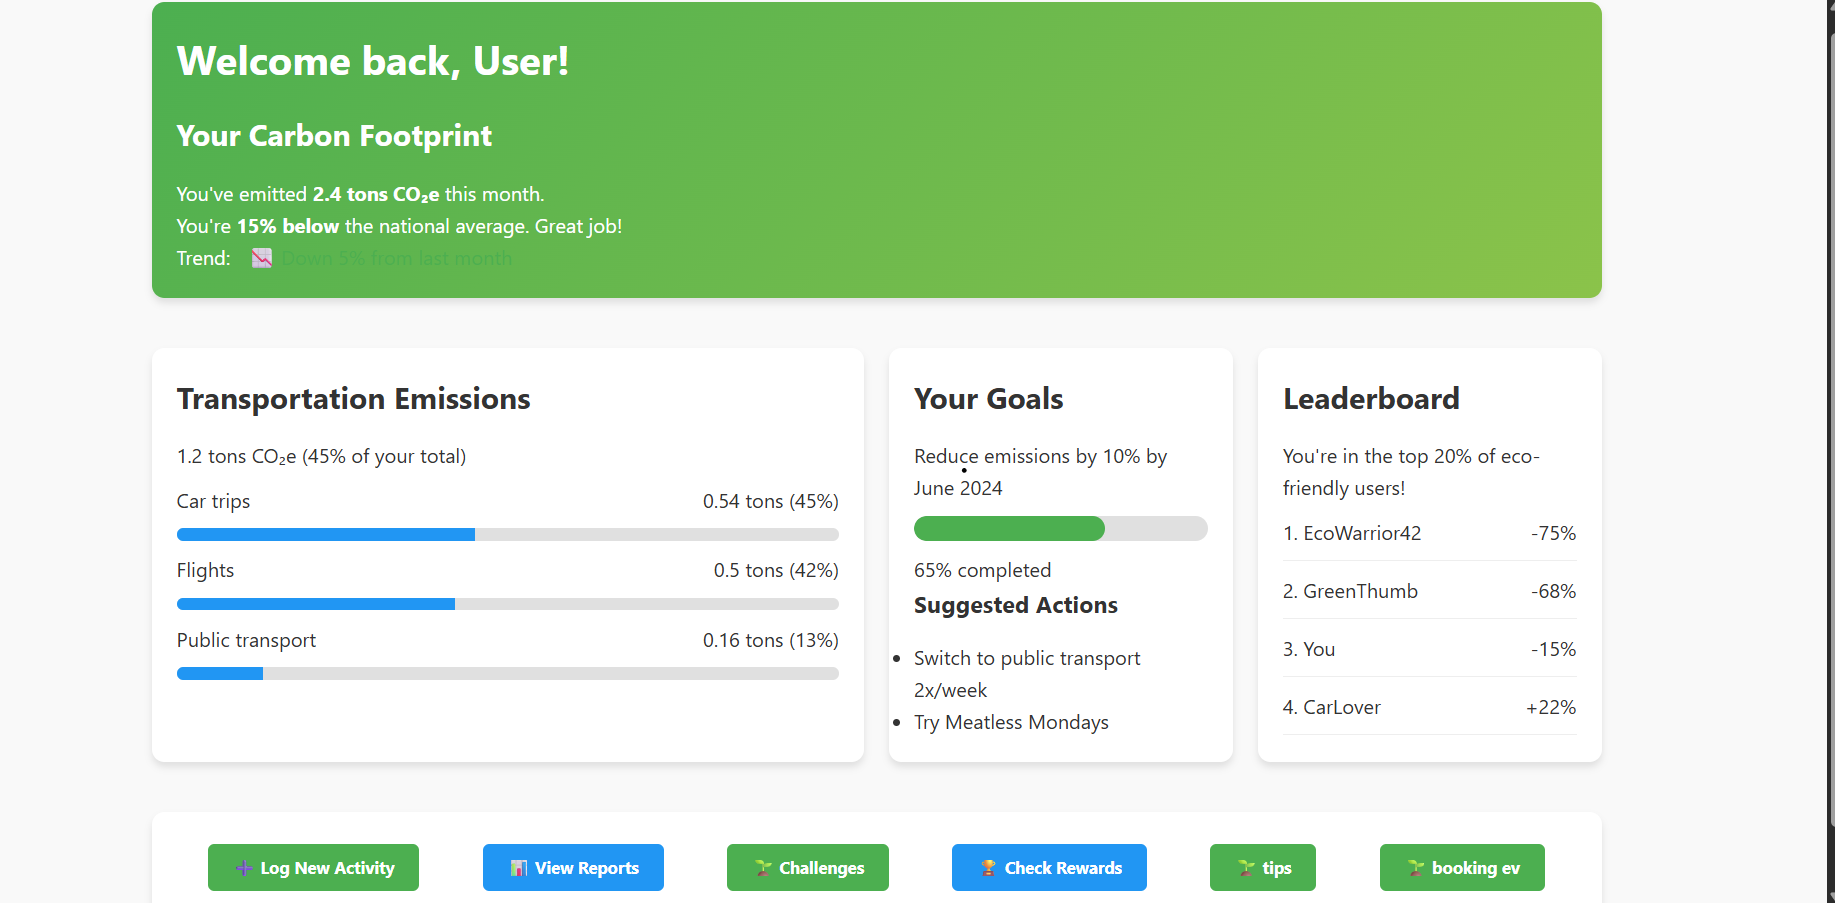 Welcome back, User!
Your Carbon Footprint
You've emitted 2.4 tons CO₂e this month.
You're 15% below the national average. Great job!
Trend: 📉 Down 5% from last month
Transportation Emissions
1.2 tons CO₂e (45% of your total)
Car trips 0.54 tons (45%)
Flights 0.5 tons (42%)
Public transport 0.16 tons (13%)
Your Goals
Reduce emissions by 10% by
June 2024
65% completed
Suggested Actions
• Switch to public transport
2x/week
• Try Meatless Mondays
Leaderboard
You're in the top 20% of eco-
friendly users!
1. EcoWarrior42 -75%
2. GreenThumb -68%
3. You -15%
4. CarLover +22%
➕ Log New Activity
📊 View Reports
🌱 Challenges
🏆 Check Rewards
🌱 tips
🌱 booking ev